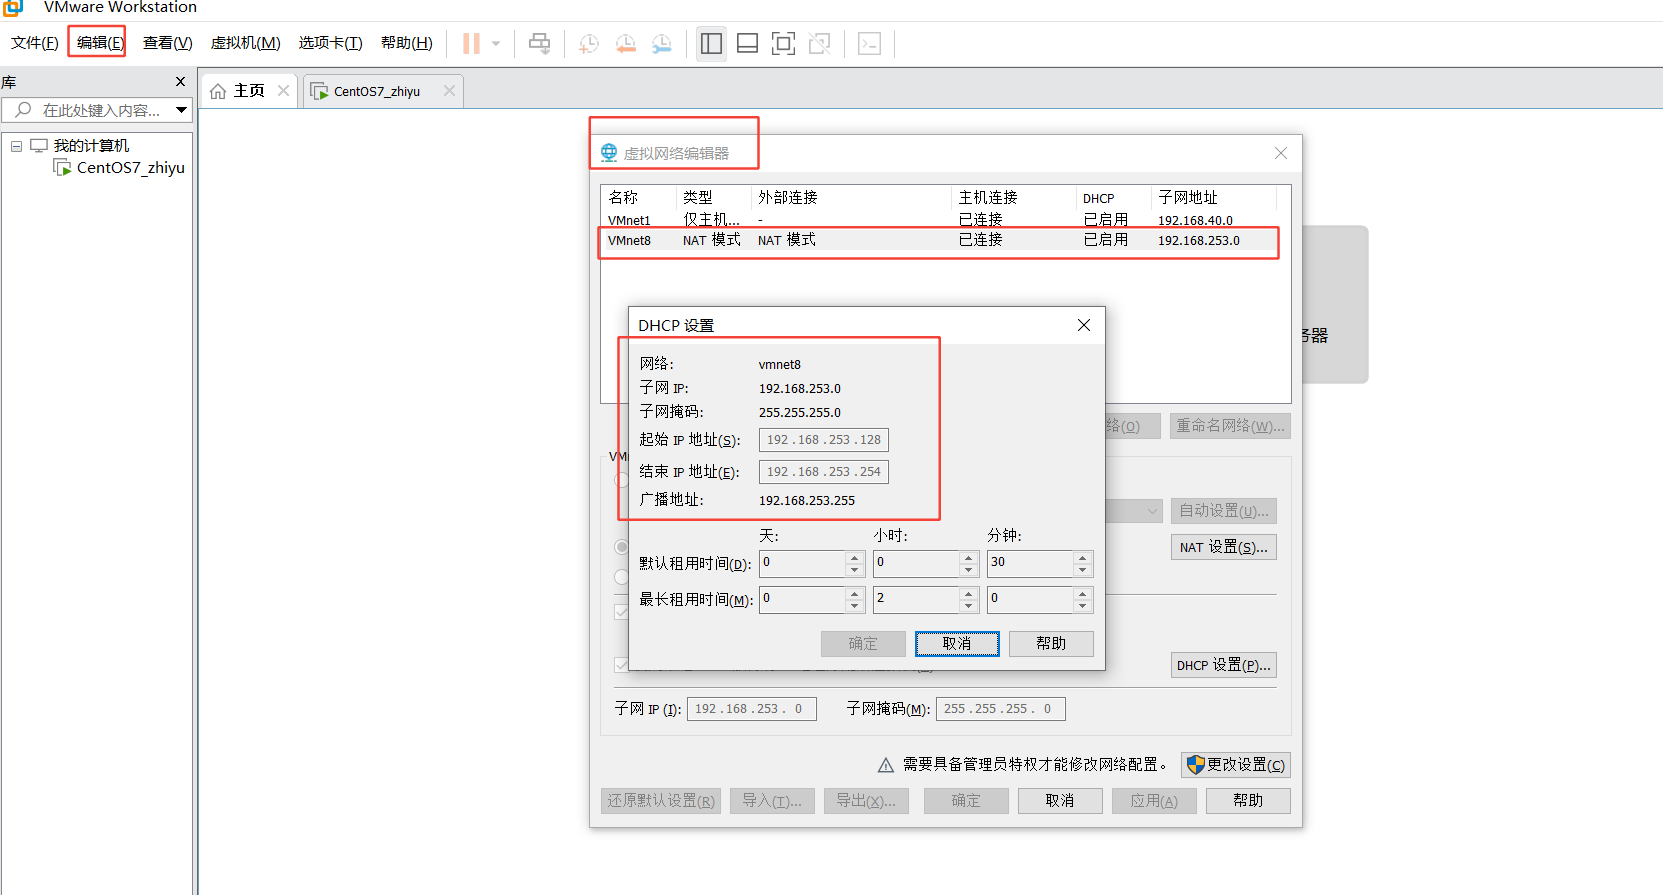 VMware Workstation
文件(F) 编辑(E) 查看(V) 虚拟机(M) 选项卡(T) 帮助(H)
库
主页
CentOS7_zhiyu
在此处键入内容...
我的计算机
CentOS7_zhiyu
虚拟网络编辑器
名称 类型 外部连接 主机连接 DHCP 子网地址
VMnet1 仅主机... - 已连接 已启用 192.168.40.0
VMnet8 NAT 模式 NAT 模式 已连接 已启用 192.168.253.0
务器
DHCP 设置
网络: vmnet8
子网 IP: 192.168.253.0
子网掩码: 255.255.255.0
起始 IP 地址(S): 192.168.253.128
结束 IP 地址(E): 192.168.253.254
广播地址: 192.168.253.255
天: 小时: 分钟:
默认租用时间(D): 0 0 30
最长租用时间(M): 0 2 0
确定 取消 帮助
络(O) 重命名网络(W)...
VM
自动设置(U)...
NAT 设置(S)...
DHCP 设置(P)...
子网 IP (I): 192.168.253. 0 子网掩码(M): 255.255.255. 0
需要具备管理员特权才能修改网络配置。 更改设置(C)
还原默认设置(R) 导入(T)... 导出(X)... 确定 取消 应用(A) 帮助